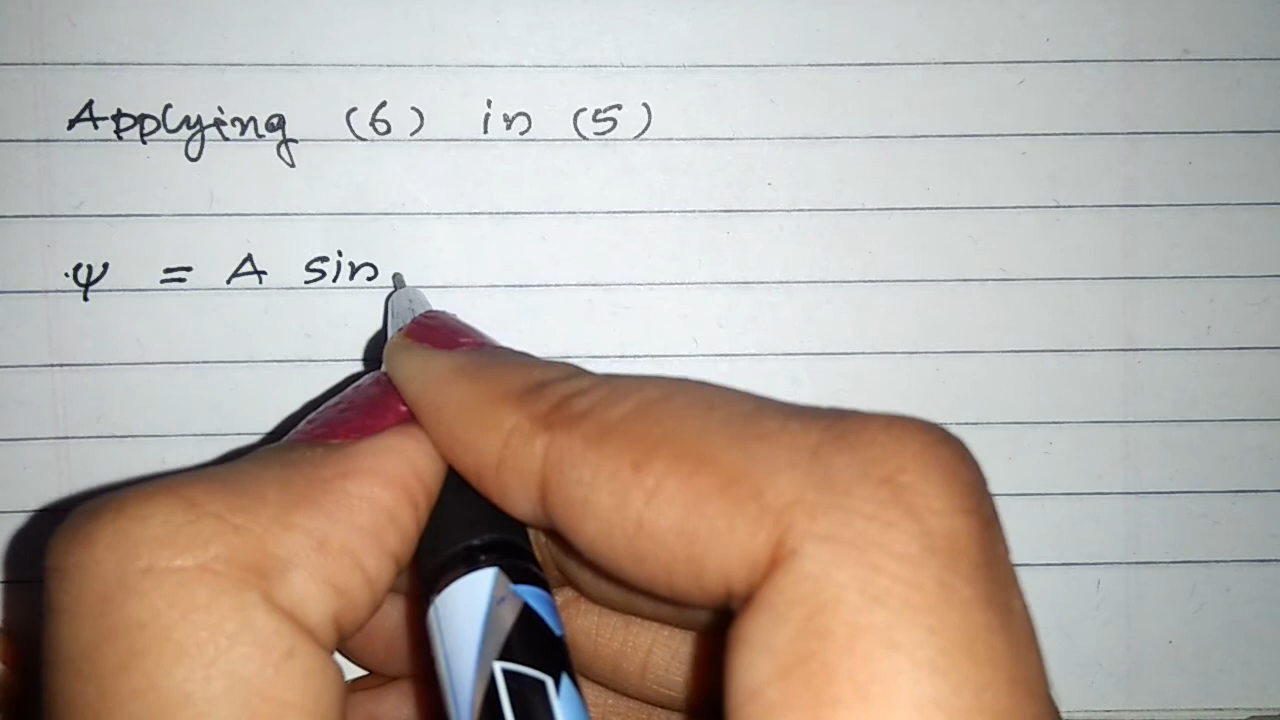 Applying (6) in (5)
ψ = A sin